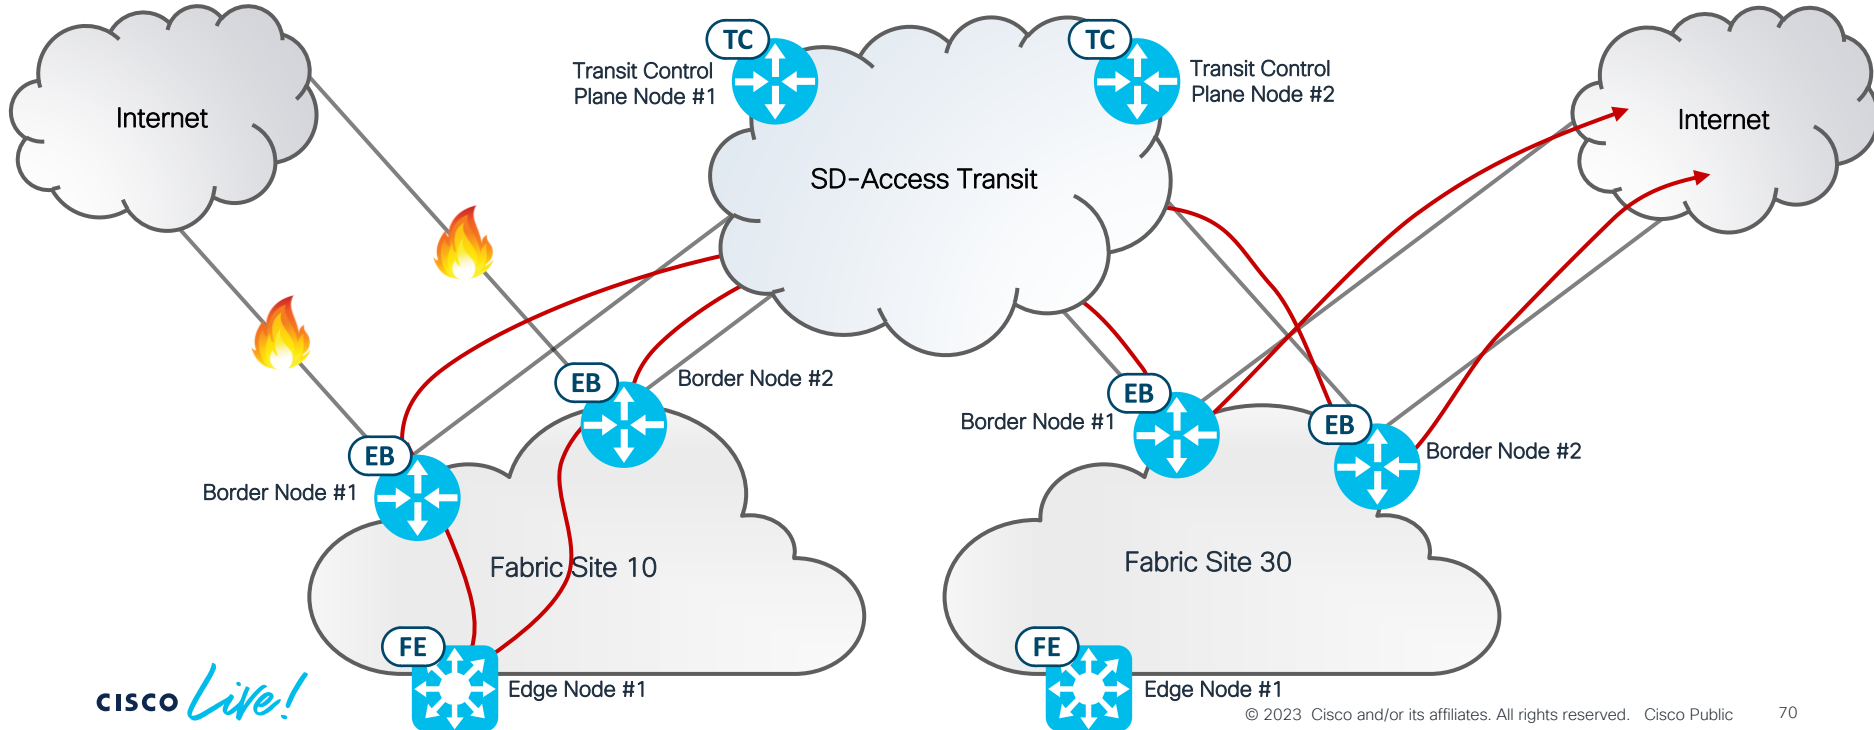 TC
Transit Control
Plane Node #1
TC
Transit Control
Plane Node #2
Internet
Internet
SD-Access Transit
EB
Border Node #2
EB
Border Node #1
EB
Border Node #1
EB
Border Node #2
Fabric Site 10
Fabric Site 30
FE
Edge Node #1
FE
Edge Node #1
CISCO Live!
© 2023 Cisco and/or its affiliates. All rights reserved. Cisco Public
70